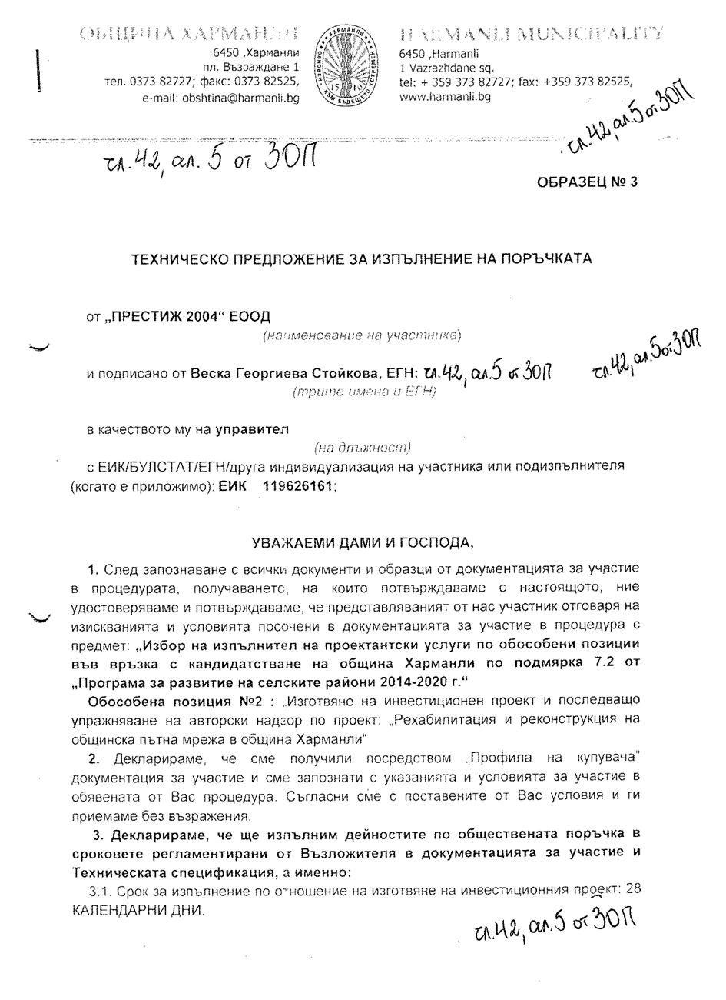 ОБЩИНА ХАРМАНЛИ
6450 ,Харманли
пл. Възраждане 1
тел. 0373 82727; факс: 0373 82525,
e-mail: obshtina@harmanli.bg
HARMANLI MUNICIPALITY
6450 ,Harmanli
1 Vazrazhdane sq.
tel: + 359 373 82727; fax: +359 373 82525,
www.harmanli.bg
чл.42, ал.5 от ЗОП
чл.42, ал. 5 от ЗОП
ОБРАЗЕЦ № 3
ТЕХНИЧЕСКО ПРЕДЛОЖЕНИЕ ЗА ИЗПЪЛНЕНИЕ НА ПОРЪЧКАТА
от „ПРЕСТИЖ 2004“ ЕООД
(наименование на участника)
и подписано от Веска Георгиева Стойкова, ЕГН: чл.42, ал.5 от ЗОП
чл.42, ал.5 от ЗОП
(трите имена и ЕГН)
в качеството му на управител
(на длъжност)
с ЕИК/БУЛСТАТ/ЕГН/друга индивидуализация на участника или подизпълнителя
(когато е приложимо): ЕИК 119626161;
УВАЖАЕМИ ДАМИ И ГОСПОДА,
1. След запознаване с всички документи и образци от документацията за участие
в процедурата, получаването, на които потвърждаваме с настоящото, ние
удостоверяваме и потвърждаваме, че представляваният от нас участник отговаря на
изискванията и условията посочени в документацията за участие в процедура с
предмет: „Избор на изпълнител на проектантски услуги по обособени позиции
във връзка с кандидатстване на община Харманли по подмярка 7.2 от
„Програма за развитие на селските райони 2014-2020 г.“
Обособена позиция №2 : „Изготвяне на инвестиционен проект и последващо
упражняване на авторски надзор по проект: „Рехабилитация и реконструкция на
общинска пътна мрежа в община Харманли“
2. Декларираме, че сме получили посредством „Профила на купувача“
документация за участие и сме запознати с указанията и условията за участие в
обявената от Вас процедура. Съгласни сме с поставените от Вас условия и ги
приемаме без възражения.
3. Декларираме, че ще изпълним дейностите по обществената поръчка в
сроковете регламентирани от Възложителя в документацията за участие и
Техническата спецификация, а именно:
3.1. Срок за изпълнение по отношение на изготвяне на инвестиционния проект: 28
КАЛЕНДАРНИ ДНИ.
чл.42, ал.5 от ЗОП